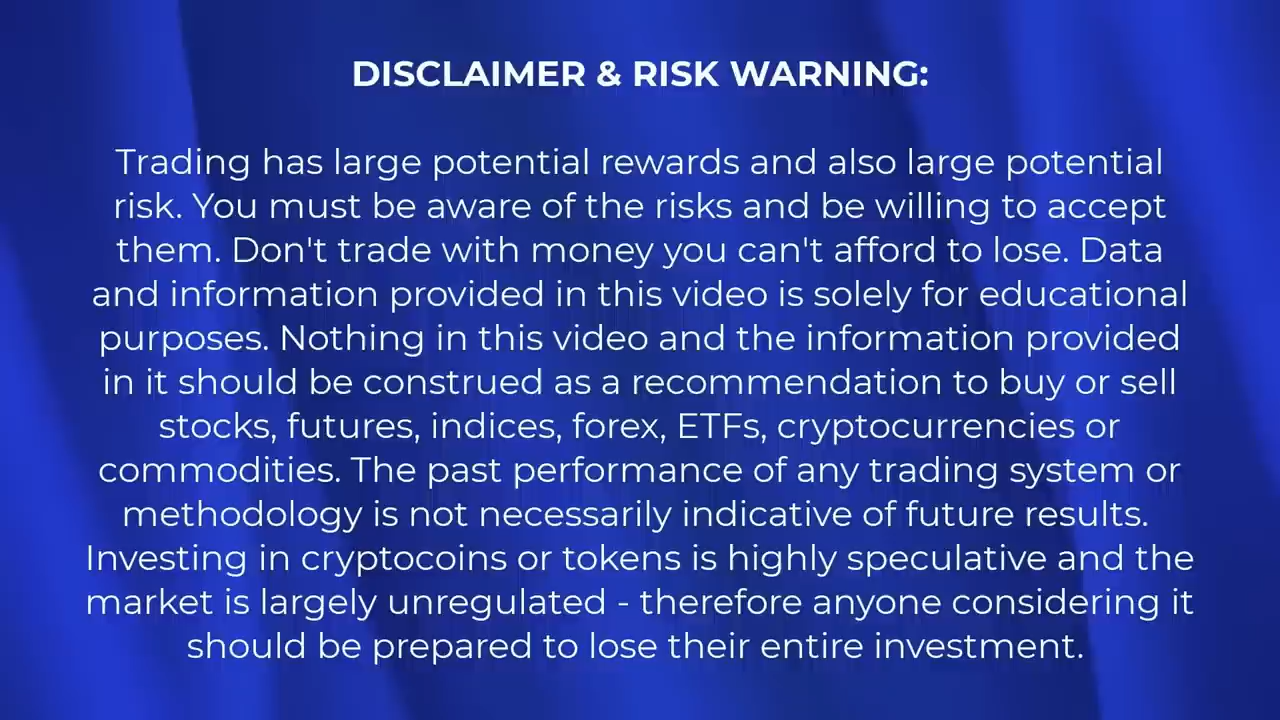 DISCLAIMER & RISK WARNING:
Trading has large potential rewards and also large potential
risk. You must be aware of the risks and be willing to accept
them. Don't trade with money you can't afford to lose. Data
and information provided in this video is solely for educational
purposes. Nothing in this video and the information provided
in it should be construed as a recommendation to buy or sell
stocks, futures, indices, forex, ETFs, cryptocurrencies or
commodities. The past performance of any trading system or
methodology is not necessarily indicative of future results.
Investing in cryptocoins or tokens is highly speculative and the
market is largely unregulated - therefore anyone considering it
should be prepared to lose their entire investment.